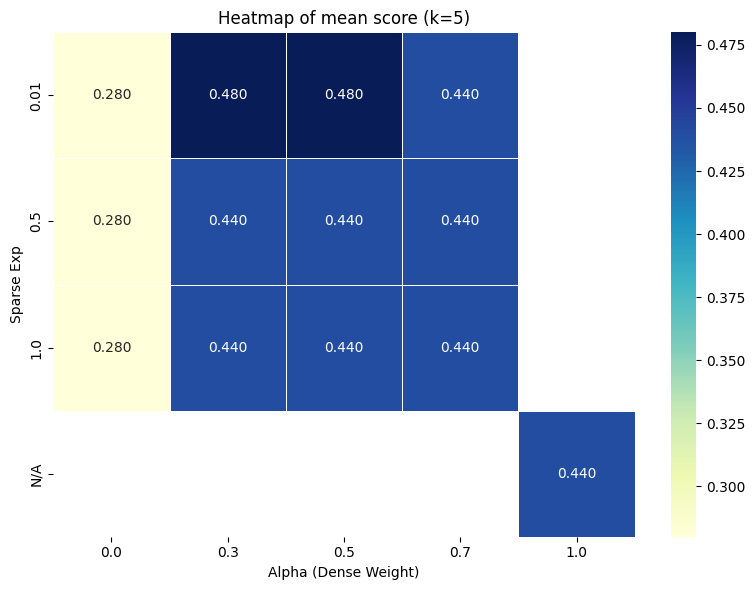 Heatmap of mean score (k=5)
0.01 0.280 0.480 0.480 0.440
0.5 0.280 0.440 0.440 0.440
1.0 0.280 0.440 0.440 0.440
N/A 0.440
Sparse Exp
0.0 0.3 0.5 0.7 1.0
Alpha (Dense Weight)
0.475
0.450
0.425
0.400
0.375
0.350
0.325
0.300